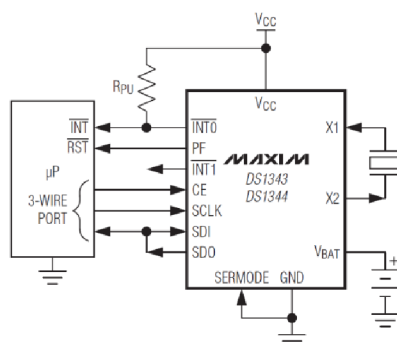 VCC
RPU
VCC
INT
INT0
X1
RST
PF
MAXIM
µP
INT1
DS1343
DS1344
CE
X2
3-WIRE
PORT
SCLK
SDI
VBAT
+
SDO
SERMODE GND